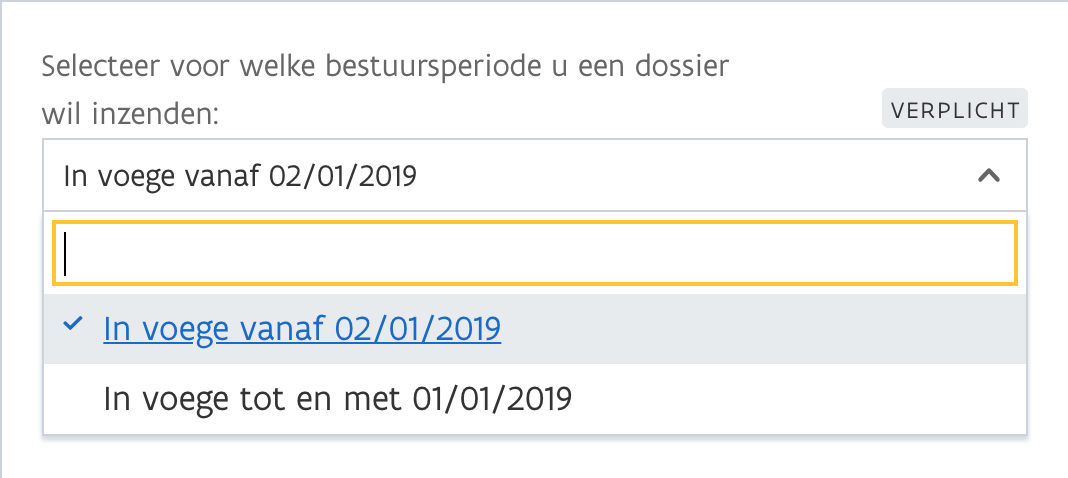 Selecteer voor welke bestuursperiode u een dossier
wil inzenden:
VERPLICHT
In voege vanaf 02/01/2019
In voege vanaf 02/01/2019
In voege tot en met 01/01/2019